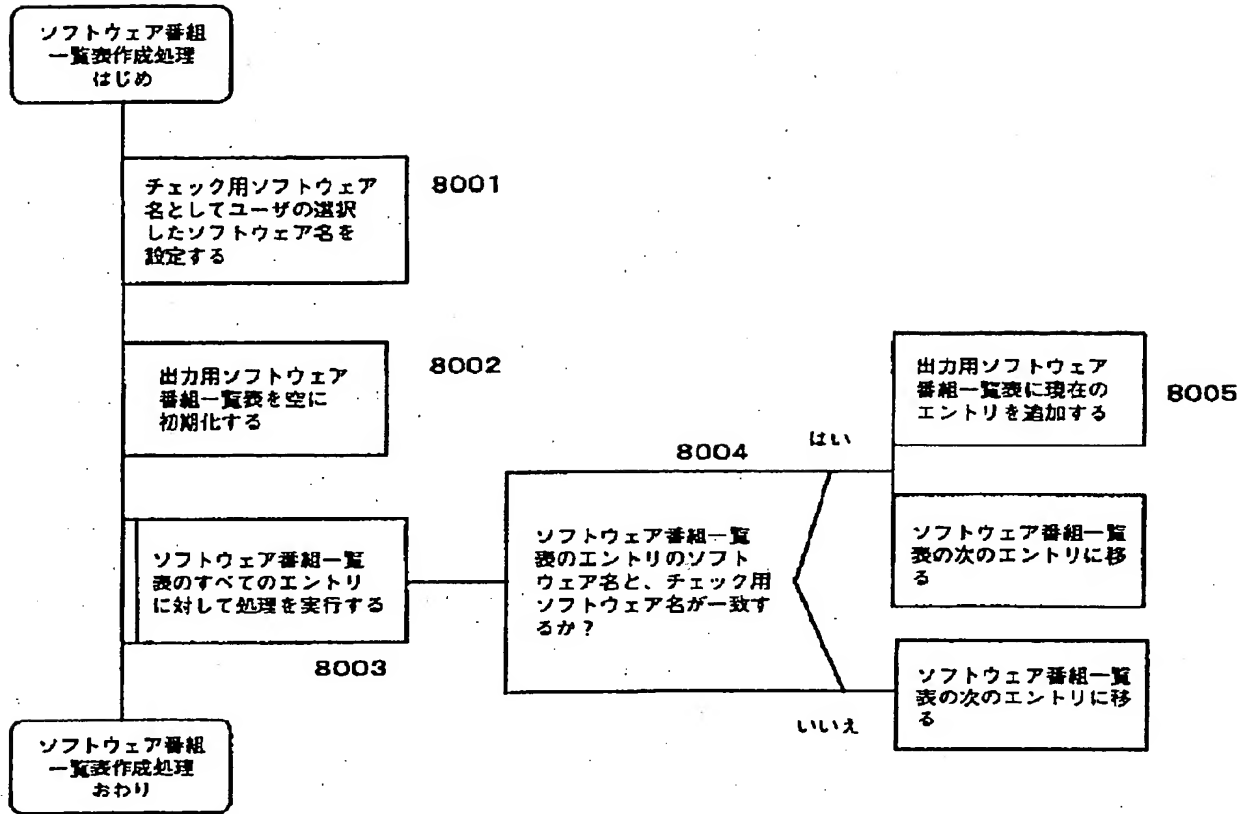 ソフトウェア番組
一覧表作成処理
はじめ
チェック用ソフトウェア
名としてユーザの選択
したソフトウェア名を
設定する
8001
出力用ソフトウェア
番組一覧表を空に
初期化する
8002
ソフトウェア番組一覧
表のすべてのエントリ
に対して処理を実行する
8003
8004
ソフトウェア番組一覧
表のエントリのソフト
ウェア名と、チェック用
ソフトウェア名が一致す
るか？
はい
出力用ソフトウェア
番組一覧表に現在の
エントリを追加する
8005
ソフトウェア番組一覧
表の次のエントリに移
る
いいえ
ソフトウェア番組一覧
表の次のエントリに移
る
ソフトウェア番組
一覧表作成処理
おわり